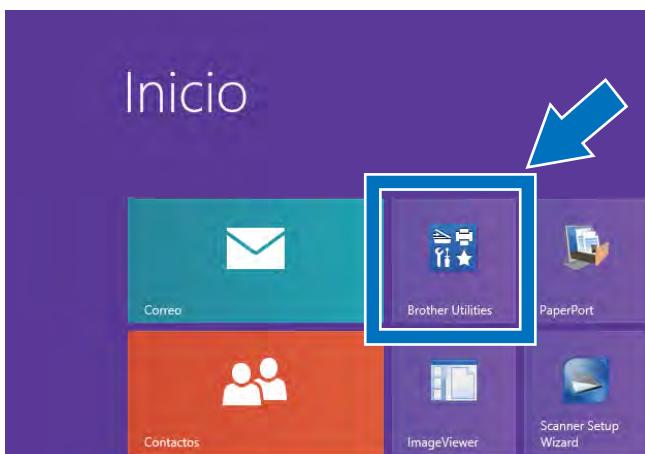 Inicio
Correo
Brother Utilities
PaperPort
Contactos
ImageViewer
Scanner Setup
Wizard